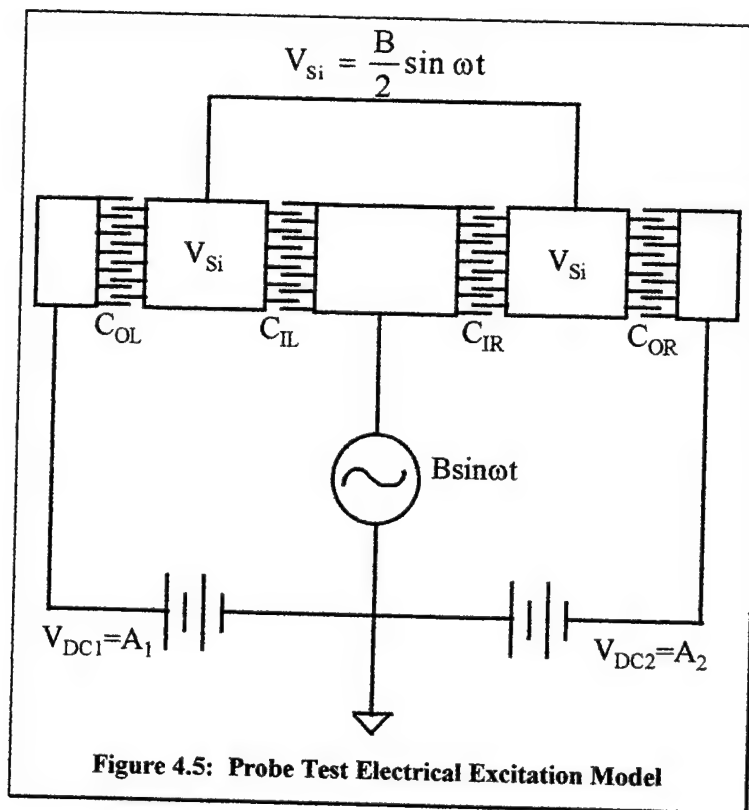 V_Si = B/2 sin ωt
V_Si
V_Si
C_OL
C_IL
C_IR
C_OR
Bsinωt
V_DC1=A_1
V_DC2=A_2
Figure 4.5: Probe Test Electrical Excitation Model